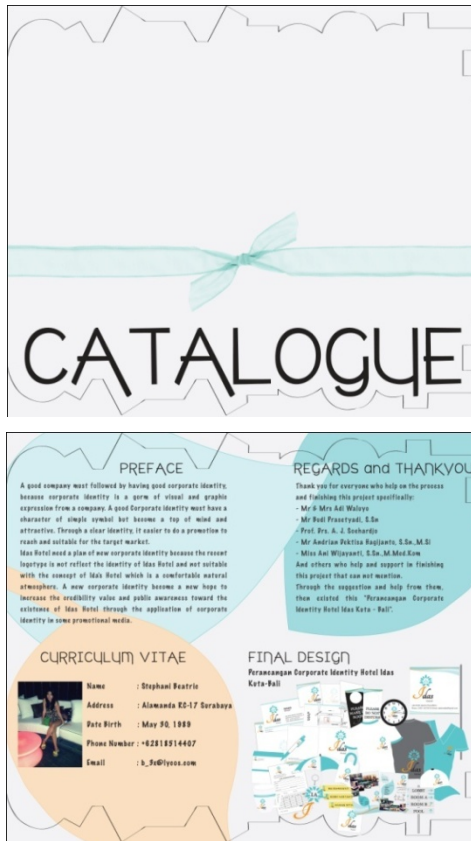 CATALOGUE
PREFACE
A good company must followed by having good corporate identity,
because corporate identity is a germ of visual and graphic
expression from a company. A good Corporate identity must have a
character of simple symbol but become a top of mind and
attractive. Through a clear identity, it easier to do a promotion to
reach and suitable for the target market.
Idas Hotel need a plan of new corporate identity because the recent
logotype is not reflect the identity of Idas Hotel and not suitable
with the concept of Idas Hotel which is a comfortable natural
atmosphere. A new corporate identity become a new hope to
increase the credibility value and public awareness toward the
existence of Idas Hotel through the application of corporate
identity in some promotional media.
REGARDS and THANKYOU
Thank you for everyone who help on the process
and finishing this project specifically:
- Mr & Mrs Adi Waloyo
- Mr Budi Prasetyadi, S.Sn
- Prof. Drs. A. J. Soehardjo
- Mr Andrian Dektisa Hagijanto, S.Sn.,M.Si
- Miss Ani Wijayanti, S.Sn.,M.Med.Kom
And others who help and support in finishing
this project that can not mention.
Through the suggestion and help from them,
then existed this "Perancangan Corporate
Identity Hotel Idas Kuta - Bali".
CURRICULUM VITAE
Name : Stephani Beatric
Address : Alamanda RC-17 Surabaya
Date Birth : May 30, 1989
Phone Number : +62818514407
Email : b_3c@lycos.com
FINAL DESIGN
Perancangan Corporate Identity Hotel Idas
Kuta-Bali
Idas